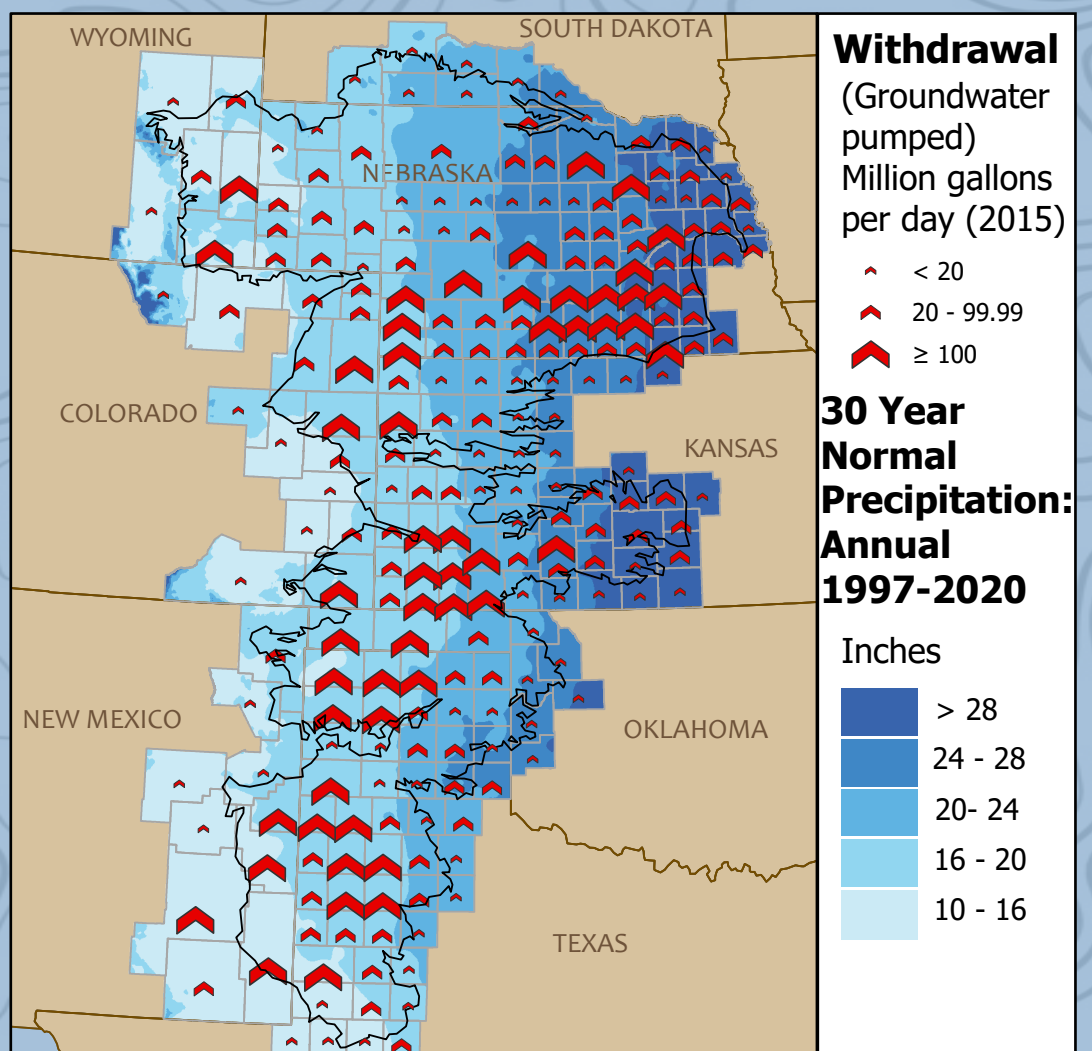 WYOMING
SOUTH DAKOTA
NEBRASKA
COLORADO
KANSAS
NEW MEXICO
OKLAHOMA
TEXAS
Withdrawal
(Groundwater
pumped)
Million gallons
per day (2015)
< 20
20 - 99.99
≥ 100
30 Year
Normal
Precipitation:
Annual
1997-2020
Inches
> 28
24 - 28
20- 24
16 - 20
10 - 16